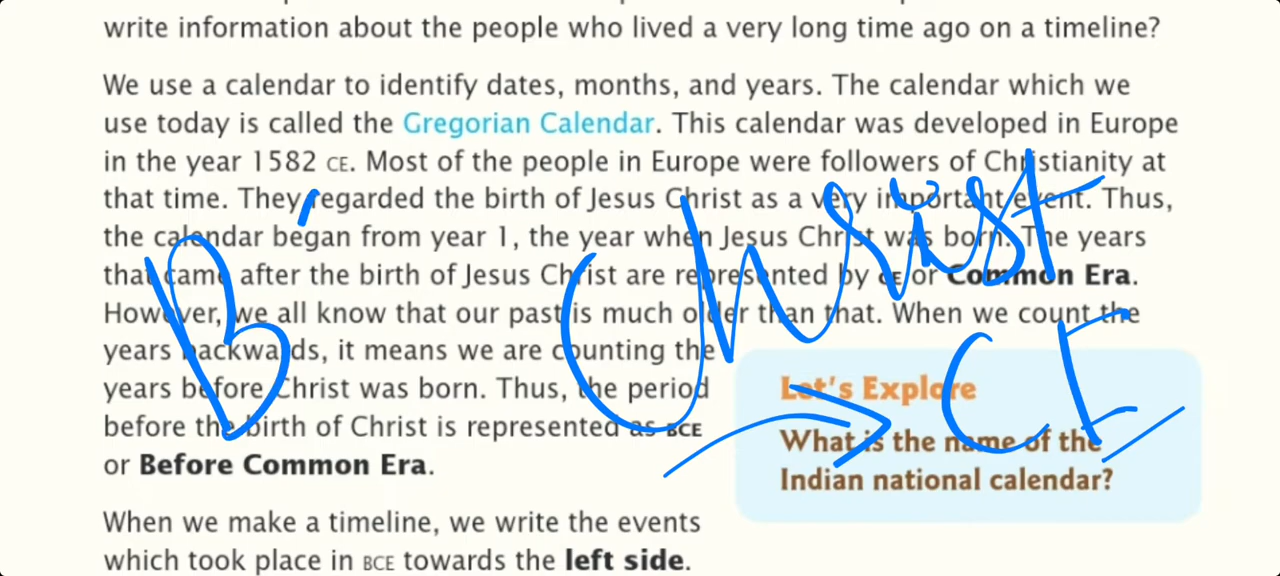 write information about the people who lived a very long time ago on a timeline?
We use a calendar to identify dates, months, and years. The calendar which we
use today is called the Gregorian Calendar. This calendar was developed in Europe
in the year 1582 CE. Most of the people in Europe were followers of Christianity at
that time. They regarded the birth of Jesus Christ as a very important event. Thus,
the calendar began from year 1, the year when Jesus Christ was born. The years
that came after the birth of Jesus Christ are represented by CE or Common Era.
However, we all know that our past is much older than that. When we count the
years backwards, it means we are counting the
years before Christ was born. Thus, the period
before the birth of Christ is represented as BCE
or Before Common Era.
When we make a timeline, we write the events
which took place in BCE towards the left side.
Let's Explore
What is the name of the
Indian national calendar?
B Christ
CE